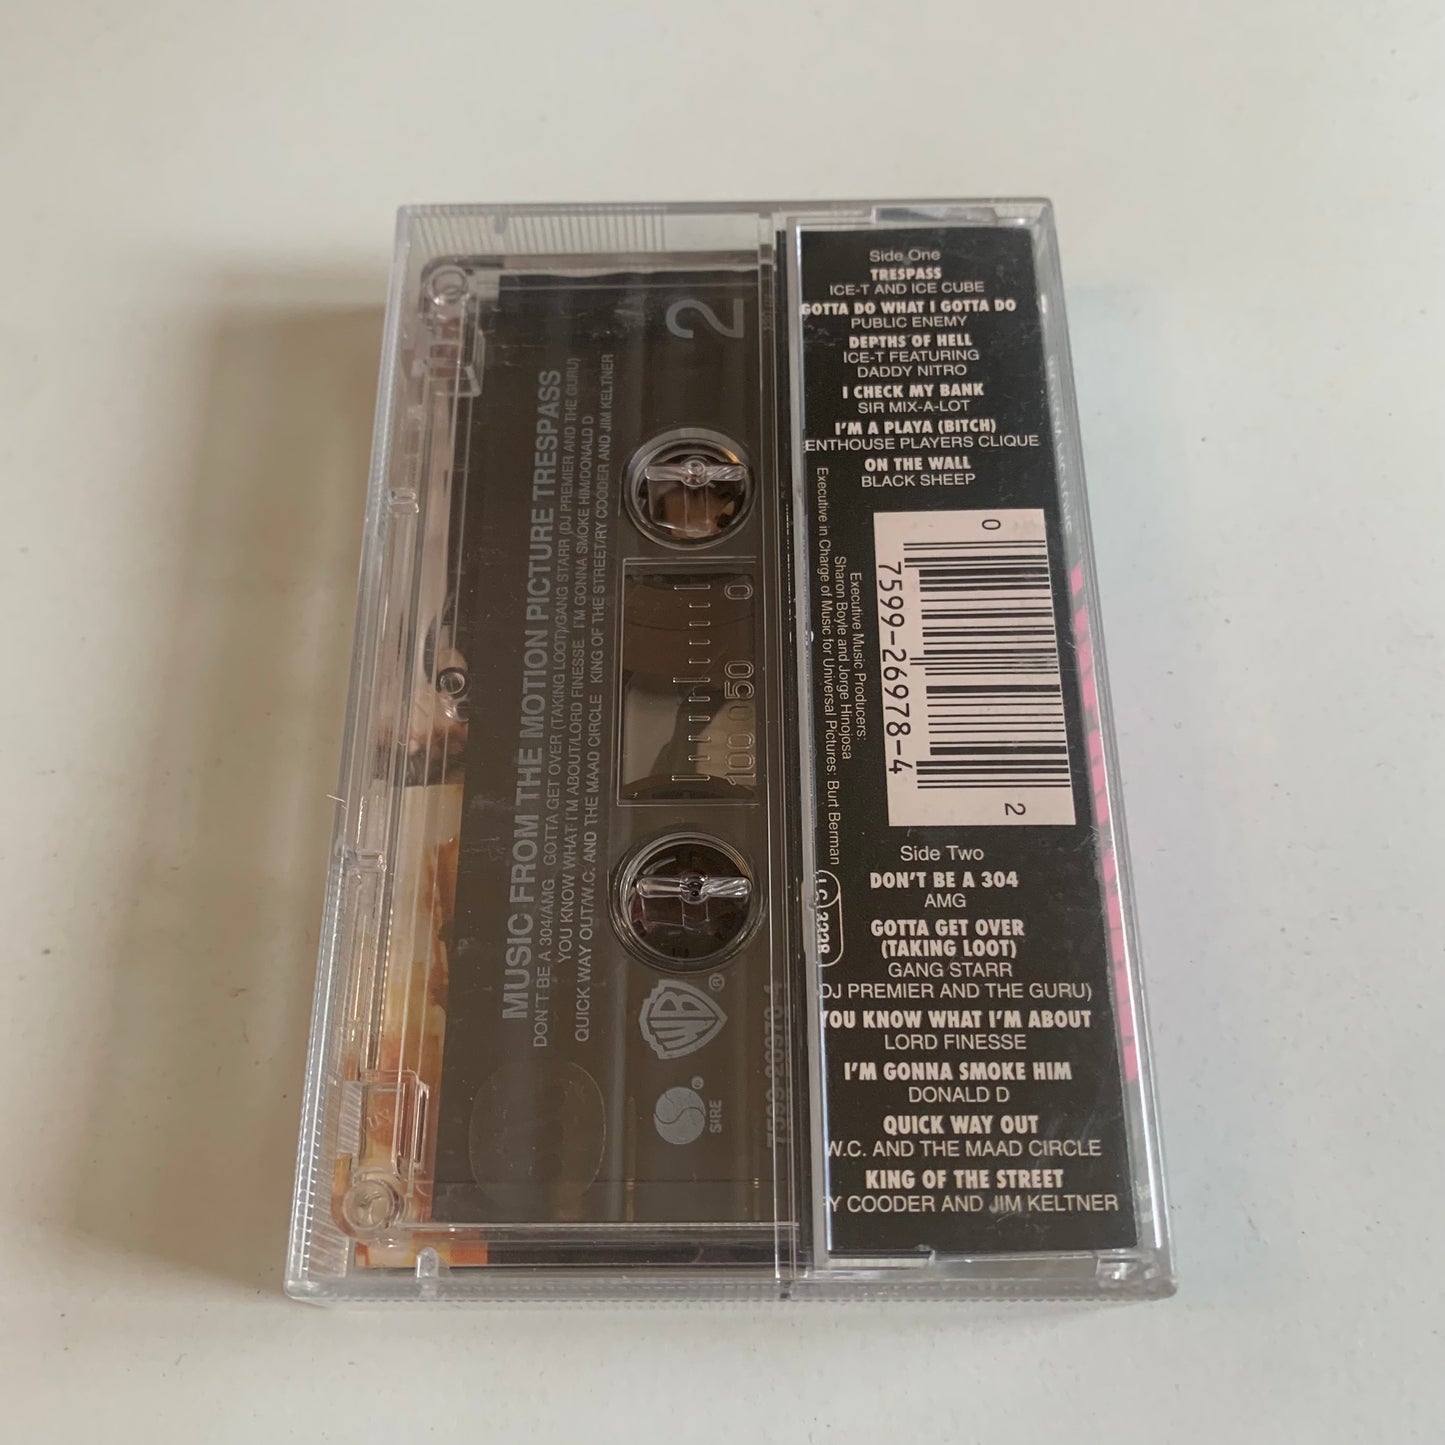 Side One
TRESPASS
ICE-T AND ICE CUBE
GOTTA DO WHAT I GOTTA DO
PUBLIC ENEMY
DEPTHS OF HELL
ICE-T FEATURING
DADDY NITRO
I CHECK MY BANK
SIR MIX-A-LOT
I'M A PLAYA (BITCH)
ENTHOUSE PLAYERS CLIQUE
ON THE WALL
BLACK SHEEP
Executive Music Producers:
Sharon Boyle and Jorge Hinojosa
Executive in Charge of Music for Universal Pictures: Burt Berman
0
7599-26978-4
2
LC 3228
Side Two
DON'T BE A 304
AMG
GOTTA GET OVER
(TAKING LOOT)
GANG STARR
DJ PREMIER AND THE GURU)
YOU KNOW WHAT I'M ABOUT
LORD FINESSE
I'M GONNA SMOKE HIM
DONALD D
QUICK WAY OUT
W.C. AND THE MAAD CIRCLE
KING OF THE STREET
RY COODER AND JIM KELTNER
MUSIC FROM THE MOTION PICTURE TRESPASS
DON'T BE A 304/AMG GOTTA GET OVER (TAKING LOOT)/GANG STARR (DJ PREMIER AND THE GURU)
YOU KNOW WHAT I'M ABOUT/LORD FINESSE I'M GONNA SMOKE HIM/DONALD D
QUICK WAY OUT/W.C. AND THE MAAD CIRCLE KING OF THE STREET/RY COODER AND JIM KELTNER
2
100 50 0
WB ®
SIRE ®
7599-26978-4